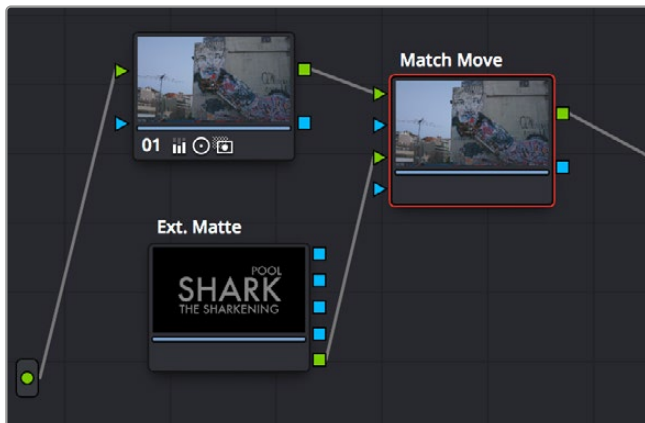 Match Move
01
Ext. Matte
POOL
SHARK
THE SHARKENING